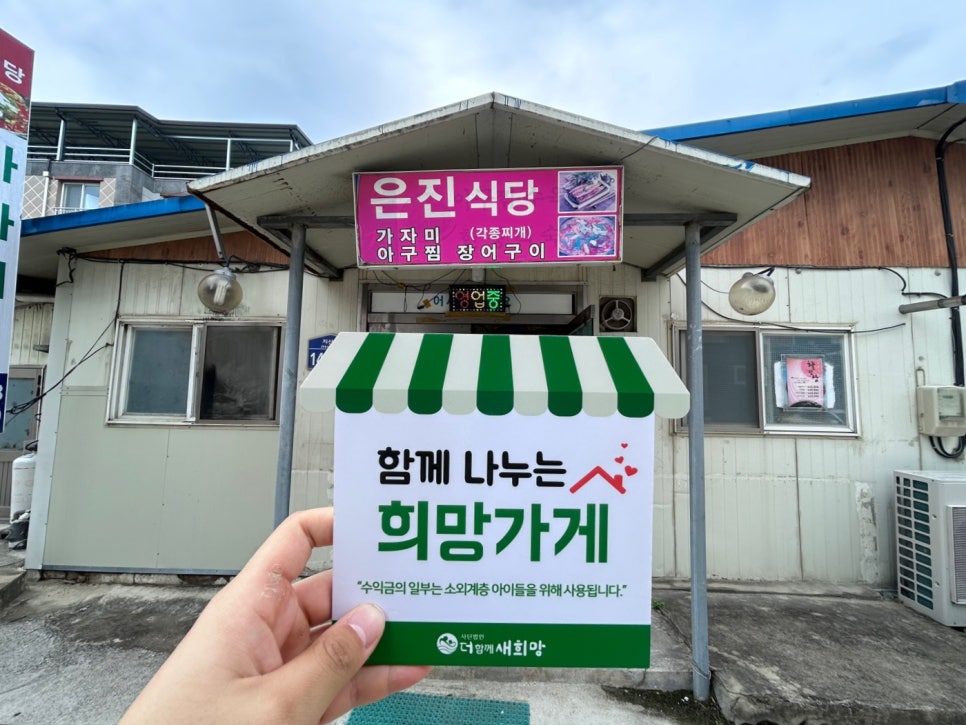 당
은진식당
가자미 (각종찌개)
아구찜 장어구이
영업중
함께 나누는
희망가게
"수익금의 일부는 소외계층 아이들을 위해 사용됩니다."
사단법인
더함께 새희망